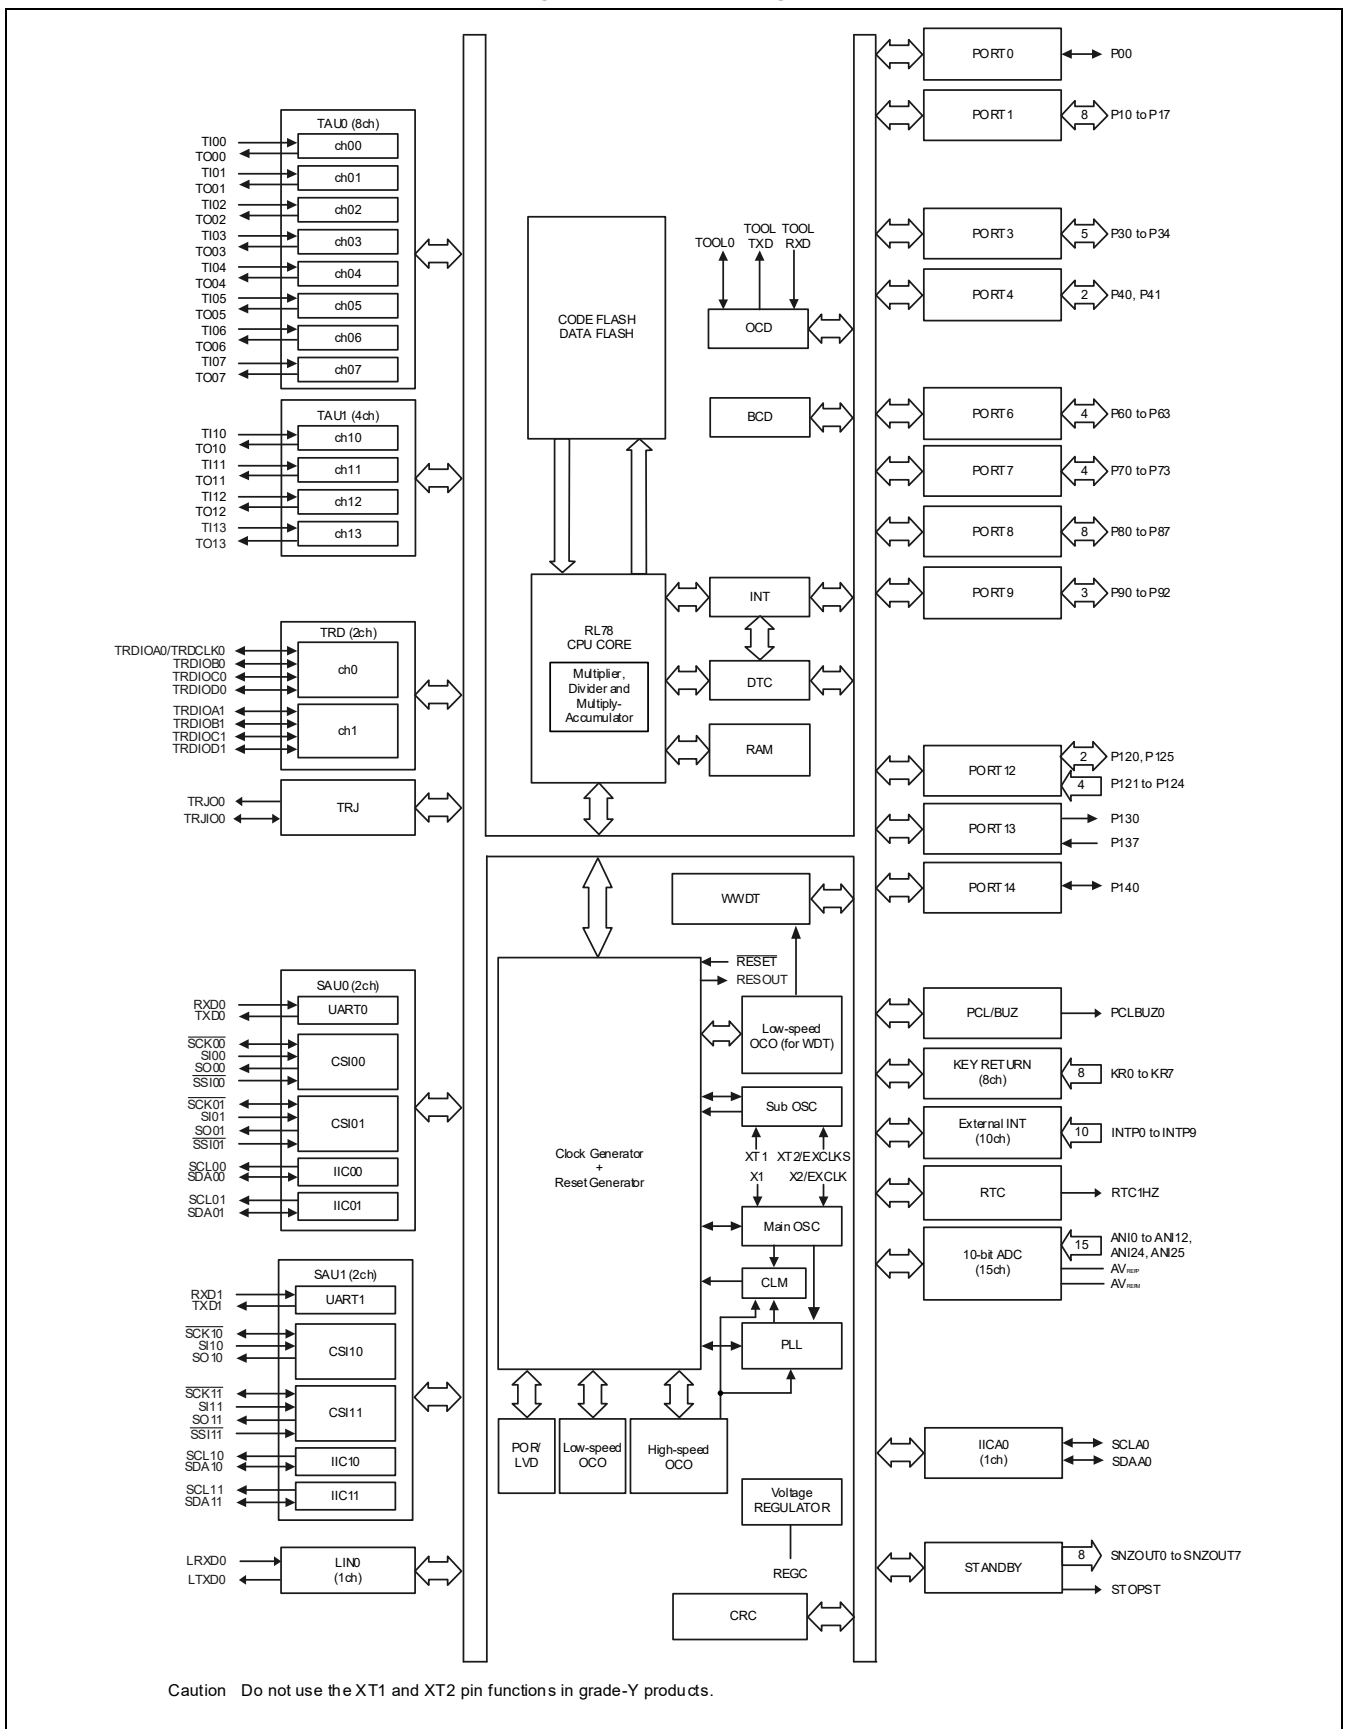 TAU0 (8ch)
TI00
TO00
ch00
TI01
TO01
ch01
TI02
TO02
ch02
TI03
TO03
ch03
TI04
TO04
ch04
TI05
TO05
ch05
TI06
TO06
ch06
TI07
TO07
ch07
TAU1 (4ch)
TI10
TO10
ch10
TI11
TO11
ch11
TI12
TO12
ch12
TI13
TO13
ch13
TRD (2ch)
TRDIOA0/TRDCLK0
TRDIOB0
TRDIOC0
TRDIOD0
ch0
TRDIOA1
TRDIOB1
TRDIOC1
TRDIOD1
ch1
TRJO0
TRJIO0
TRJ
SAU0 (2ch)
RXD0
TXD0
UART0
SCK00
SI00
SO00
SSI00
CSI00
SCK01
SI01
SO01
SSI01
CSI01
SCL00
SDA00
IIC00
SCL01
SDA01
IIC01
SAU1 (2ch)
RXD1
TXD1
UART1
SCK10
SI10
SO10
CSI10
SCK11
SI11
SO11
SSI11
CSI11
SCL10
SDA10
IIC10
SCL11
SDA11
IIC11
LRXD0
LTXD0
LIN0
(1ch)
CODE FLASH
DATA FLASH
TOOL0
TOOL
TXD
TOOL
RXD
OCD
BCD
RL78
CPU CORE
Multiplier,
Divider and
Multiply-
Accumulator
INT
DTC
RAM
WWDT
RESET
RESOUT
Low-speed
OCO (for WDT)
Sub OSC
XT1 XT2/EXCLKS
X1 X2/EXCLK
Main OSC
CLM
PLL
Clock Generator
+
Reset Generator
POR/
LVD
Low-speed
OCO
High-speed
OCO
Voltage
REGULATOR
REGC
CRC
PORT0
P00
PORT1
8
P10 to P17
PORT3
5
P30 to P34
PORT4
2
P40, P41
PORT6
4
P60 to P63
PORT7
4
P70 to P73
PORT8
8
P80 to P87
PORT9
3
P90 to P92
PORT12
2
P120, P125
4
P121 to P124
PORT13
P130
P137
PORT14
P140
PCL/BUZ
PCLBUZ0
KEY RETURN
(8ch)
8
KR0 to KR7
External INT
(10ch)
10
INTP0 to INTP9
RTC
RTC1HZ
10-bit ADC
(15ch)
15
ANI0 to ANI12,
ANI24, ANI25
AVREFP
AVREFM
IICA0
(1ch)
SCLA0
SDAA0
STANDBY
8
SNZOUT0 to SNZOUT7
STOPST
Caution Do not use the XT1 and XT2 pin functions in grade-Y products.